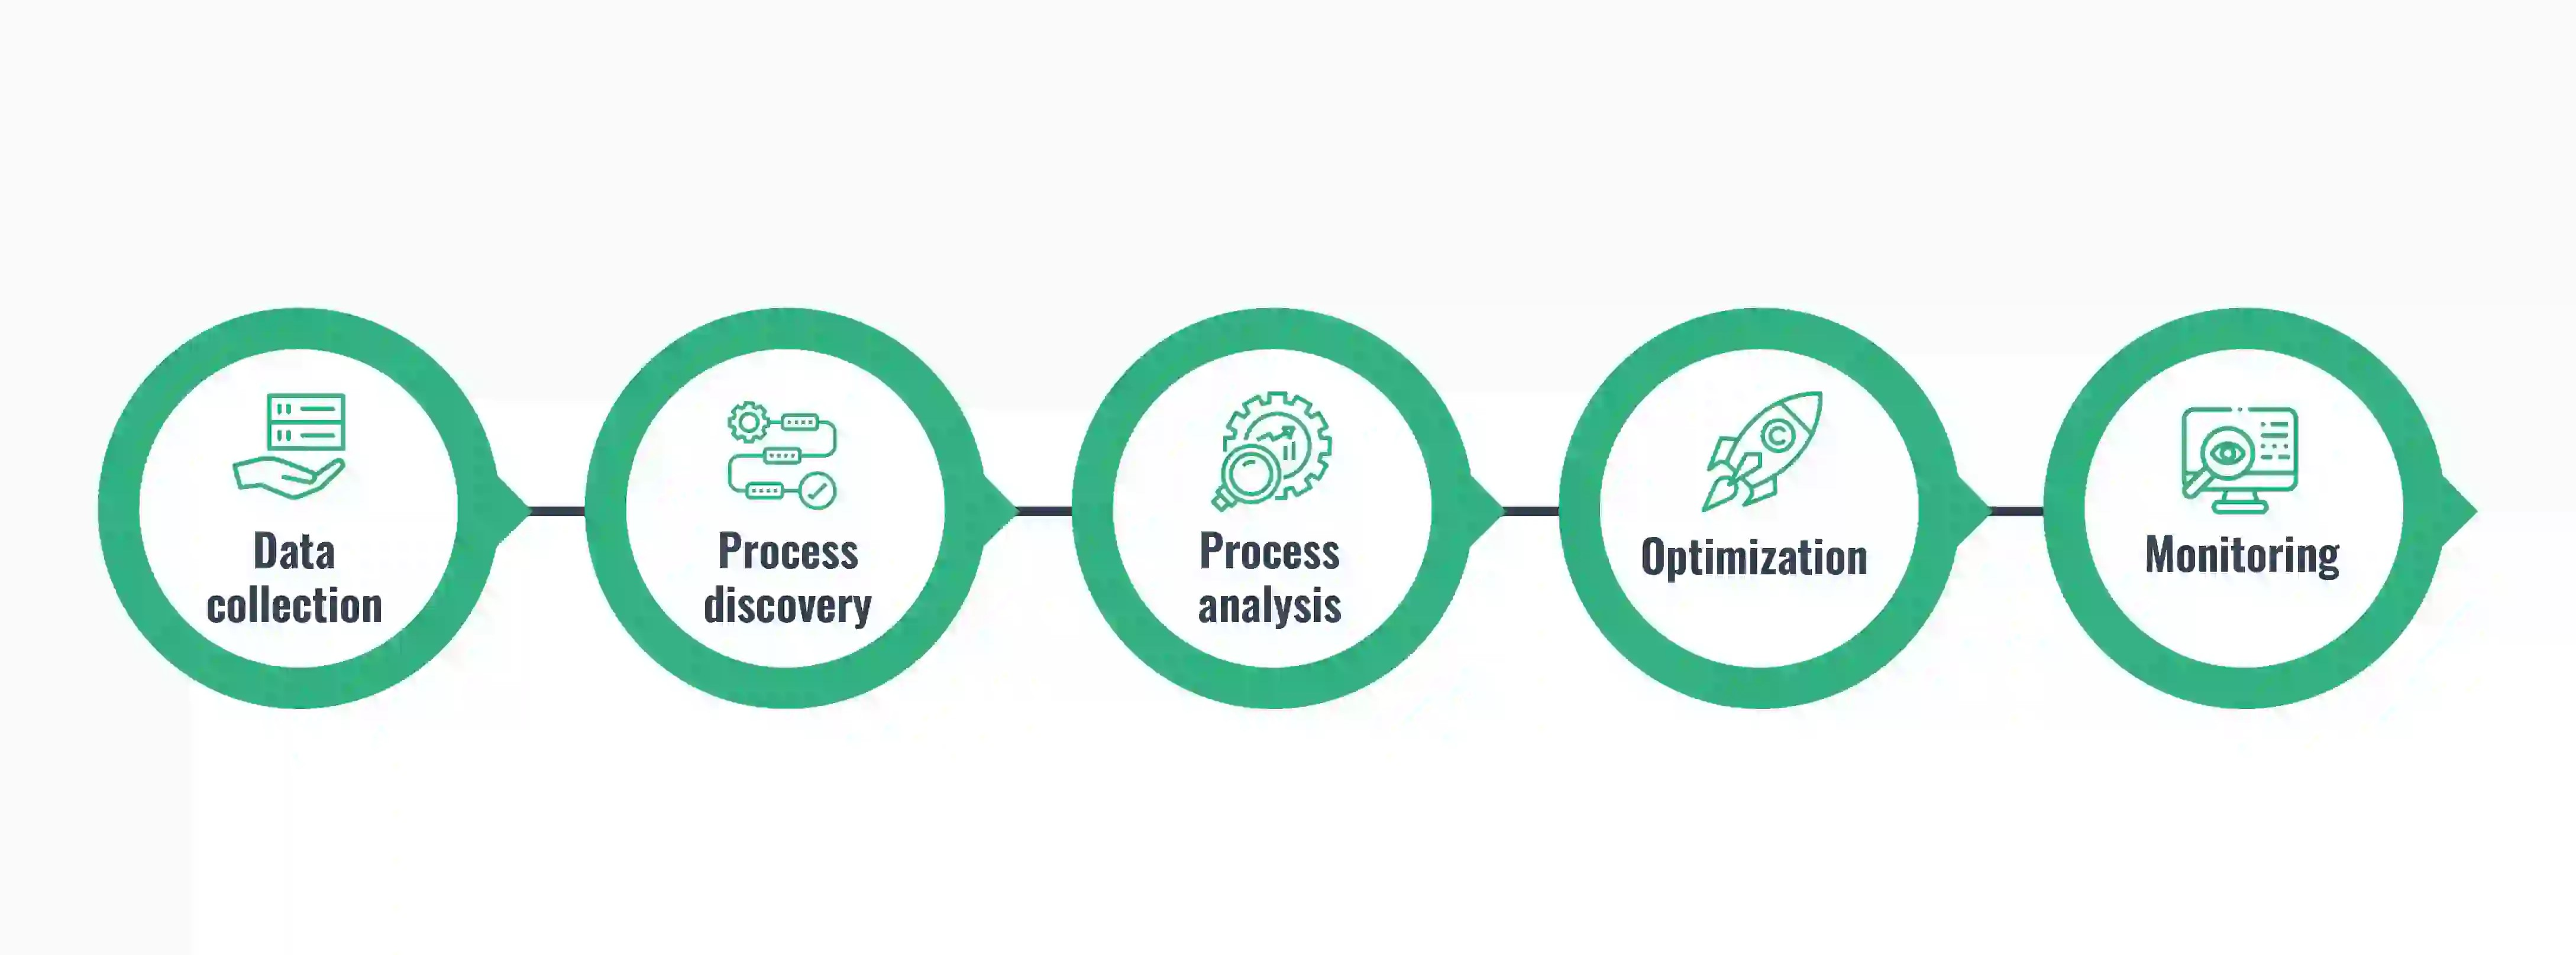 Data
collection
Process
discovery
Process
analysis
Optimization
Monitoring